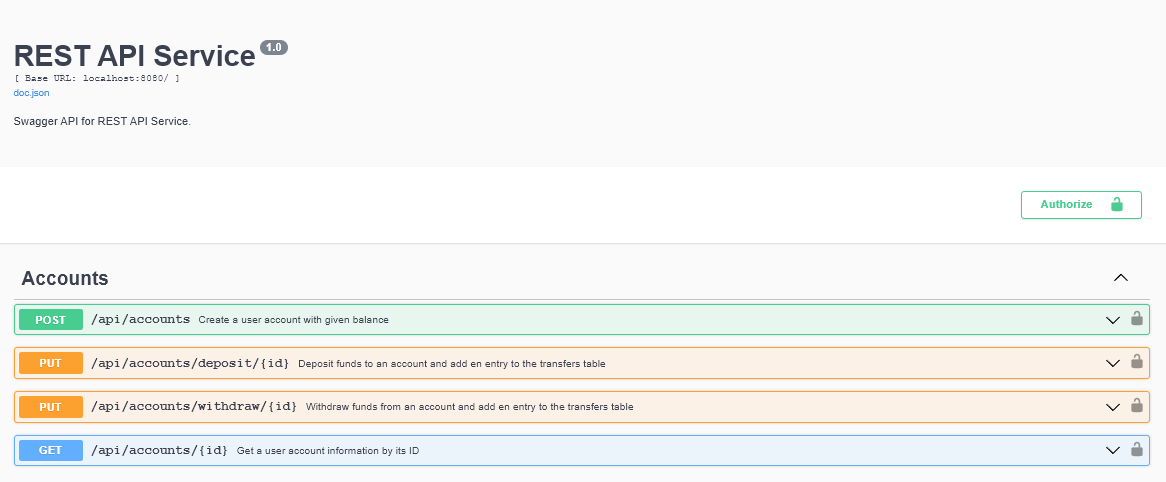 REST API Service 1.0
[ Base URL: localhost:8080/ ]
doc.json
Swagger API for REST API Service.
Authorize
Accounts
POST /api/accounts Create a user account with given balance
PUT /api/accounts/deposit/{id} Deposit funds to an account and add en entry to the transfers table
PUT /api/accounts/withdraw/{id} Withdraw funds from an account and add en entry to the transfers table
GET /api/accounts/{id} Get a user account information by its ID